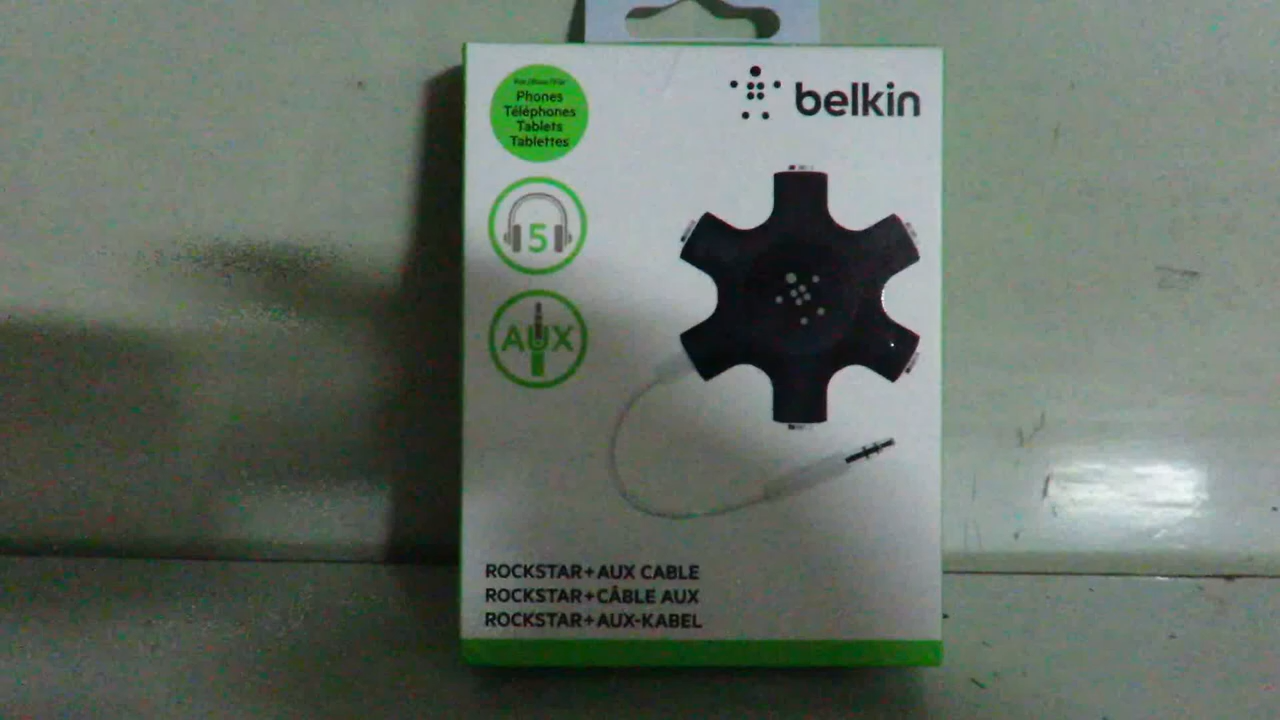 Phones
Téléphones
Tablets
Tablettes
belkin
5
AUX
ROCKSTAR+AUX CABLE
ROCKSTAR+CÂBLE AUX
ROCKSTAR+AUX-KABEL